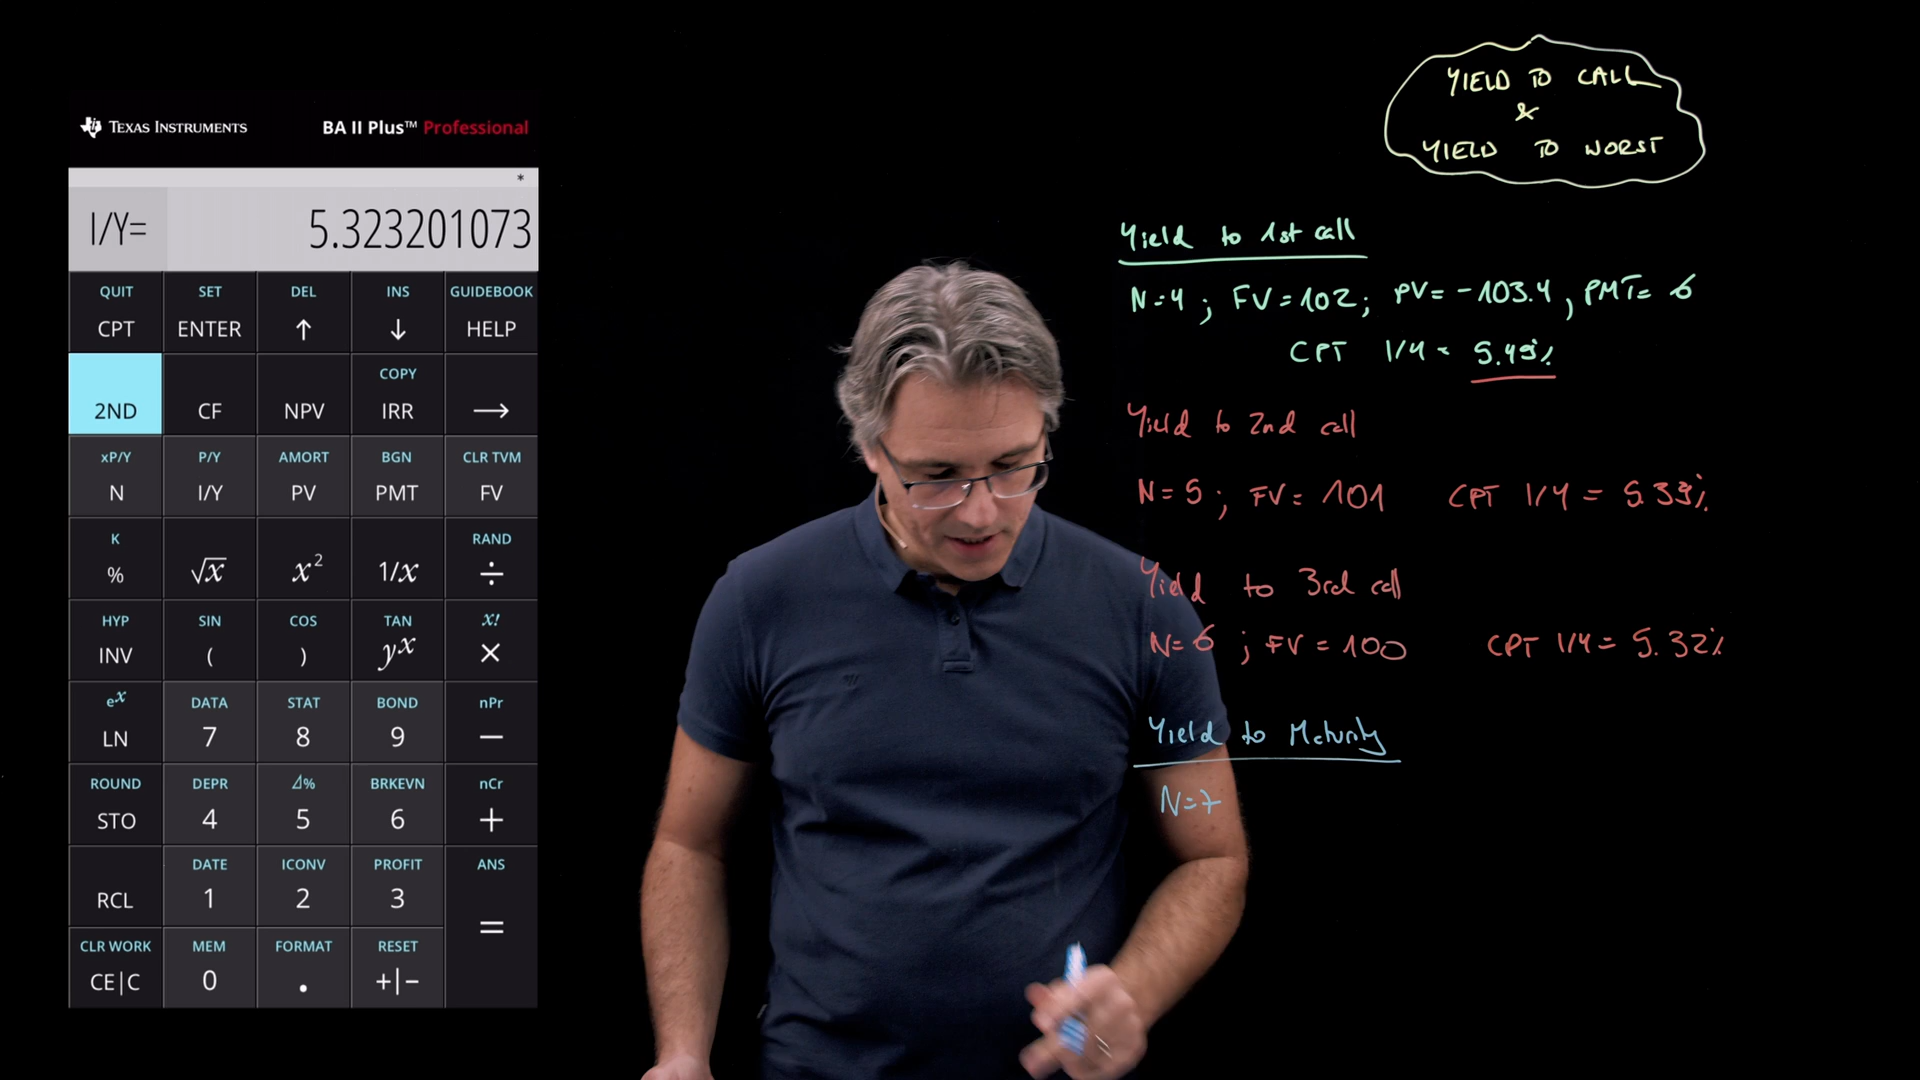 TEXAS INSTRUMENTS
BA II Plus™ Professional
*
I/Y= 5.323201073
QUIT SET DEL INS GUIDEBOOK
CPT ENTER ↑ ↓ HELP
COPY
2ND CF NPV IRR →
xP/Y P/Y AMORT BGN CLR TVM
N I/Y PV PMT FV
K RAND
% √x x² 1/x ÷
HYP SIN COS TAN x!
INV ( ) yˣ ×
eˣ DATA STAT BOND nPr
LN 7 8 9 −
ROUND DEPR Δ% BRKEVN nCr
STO 4 5 6 +
DATE ICONV PROFIT ANS
RCL 1 2 3 =
CLR WORK MEM FORMAT RESET
CE|C 0 . +|−
YIELD TO CALL
&
YIELD TO WORST
Yield to 1st call
N=4 ; FV=102; PV= -103.4, PMT= 6
CPT I/Y = 5.49%
Yield to 2nd call
N=5 ; FV= 101 CPT I/Y = 5.39%
Yield to 3rd call
N=6 ; FV = 100 CPT I/Y = 5.32%
Yield to Maturity
N=7